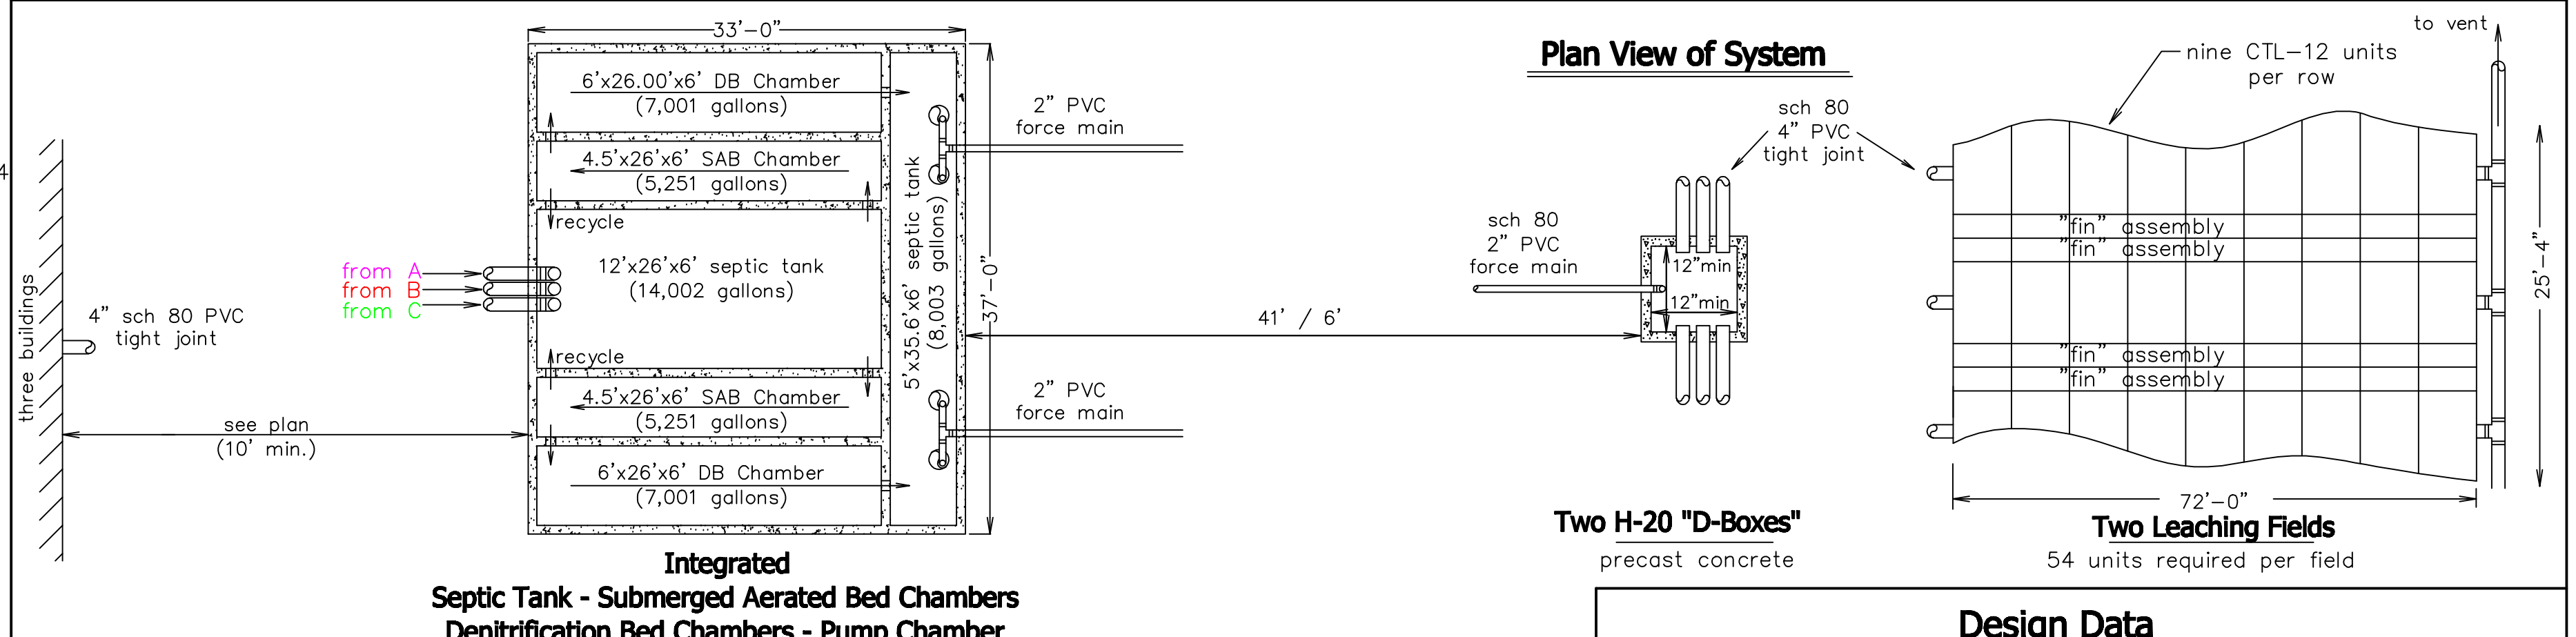 33'-0"
6'x26.00'x6' DB Chamber
(7,001 gallons)
4.5'x26'x6' SAB Chamber
(5,251 gallons)
recycle
12'x26'x6' septic tank
(14,002 gallons)
recycle
4.5'x26'x6' SAB Chamber
(5,251 gallons)
6'x26'x6' DB Chamber
(7,001 gallons)
5'x35.6'x6' septic tank
(8,003 gallons)
37'-0"
4
three buildings
4" sch 80 PVC
tight joint
from A
from B
from C
see plan
(10' min.)
Integrated
Septic Tank - Submerged Aerated Bed Chambers
Denitrification Bed Chambers - Pump Chamber
2" PVC
force main
2" PVC
force main
41' / 6'
Plan View of System
sch 80
2" PVC
force main
12"min
12"min
sch 80
4" PVC
tight joint
Two H-20 "D-Boxes"
precast concrete
nine CTL-12 units
per row
to vent
"fin" assembly
"fin" assembly
"fin" assembly
"fin" assembly
25'-4"
72'-0"
Two Leaching Fields
54 units required per field
Design Data